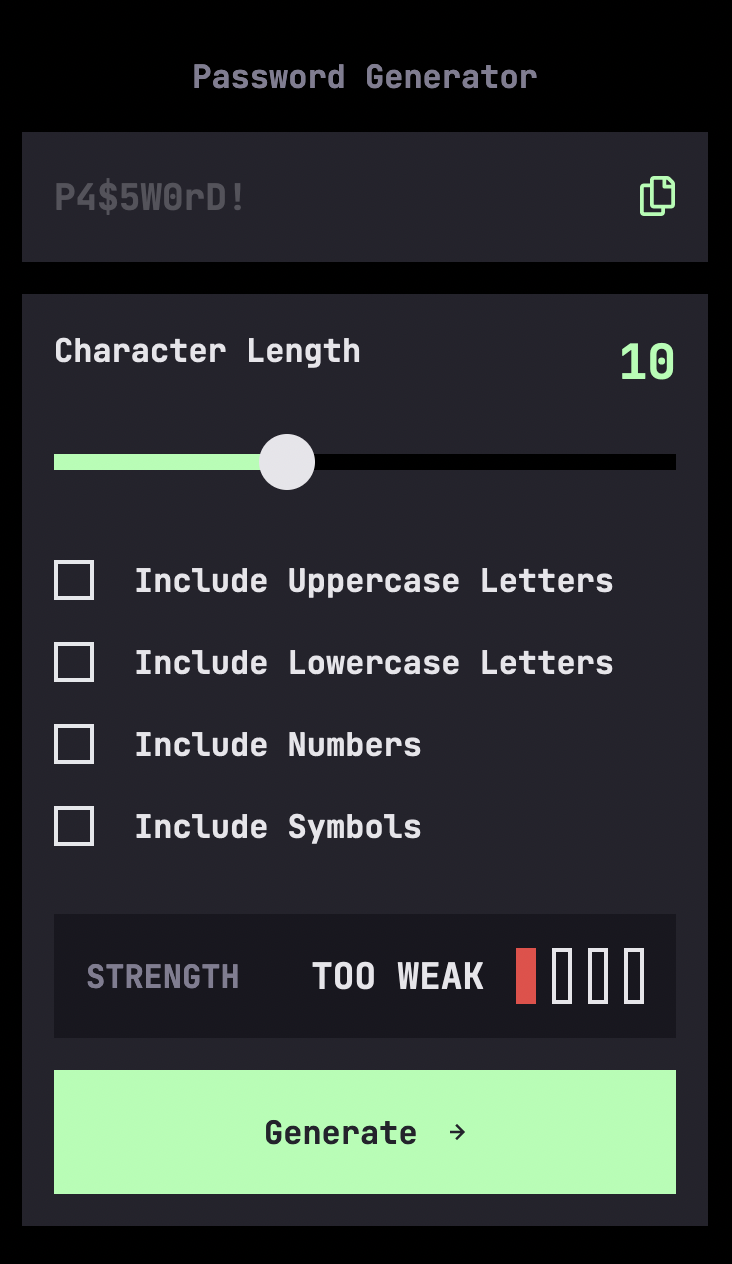 Password Generator
P4$5W0rD!
Character Length
10
Include Uppercase Letters
Include Lowercase Letters
Include Numbers
Include Symbols
STRENGTH TOO WEAK
Generate →